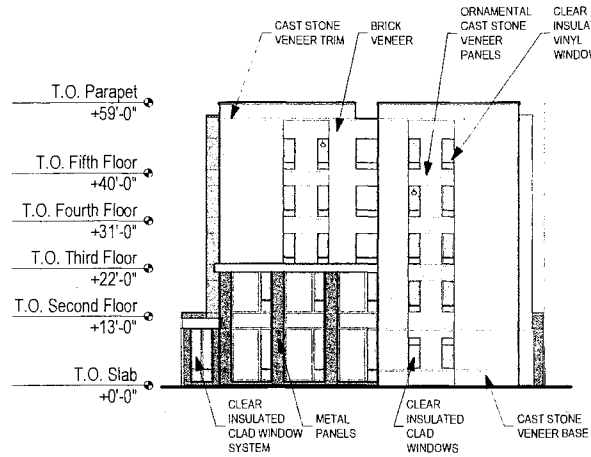 CAST STONE
VENEER TRIM
BRICK
VENEER
ORNAMENTAL
CAST STONE
VENEER
PANELS
CLEAR
VINYL
T.O. Parapet
+59'-0"
T.O. Fifth Floor
+40'-0"
T.O. Fourth Floor
+31'-0"
T.O. Third Floor
+22'-0"
T.O. Second Floor
+13'-0"
T.O. Slab
+0'-0"
CLEAR
INSULATED
CLAD WINDOW
SYSTEM
METAL
PANELS
CLEAR
INSULATED
CLAD
WINDOWS
CAST STONE
VENEER BASE